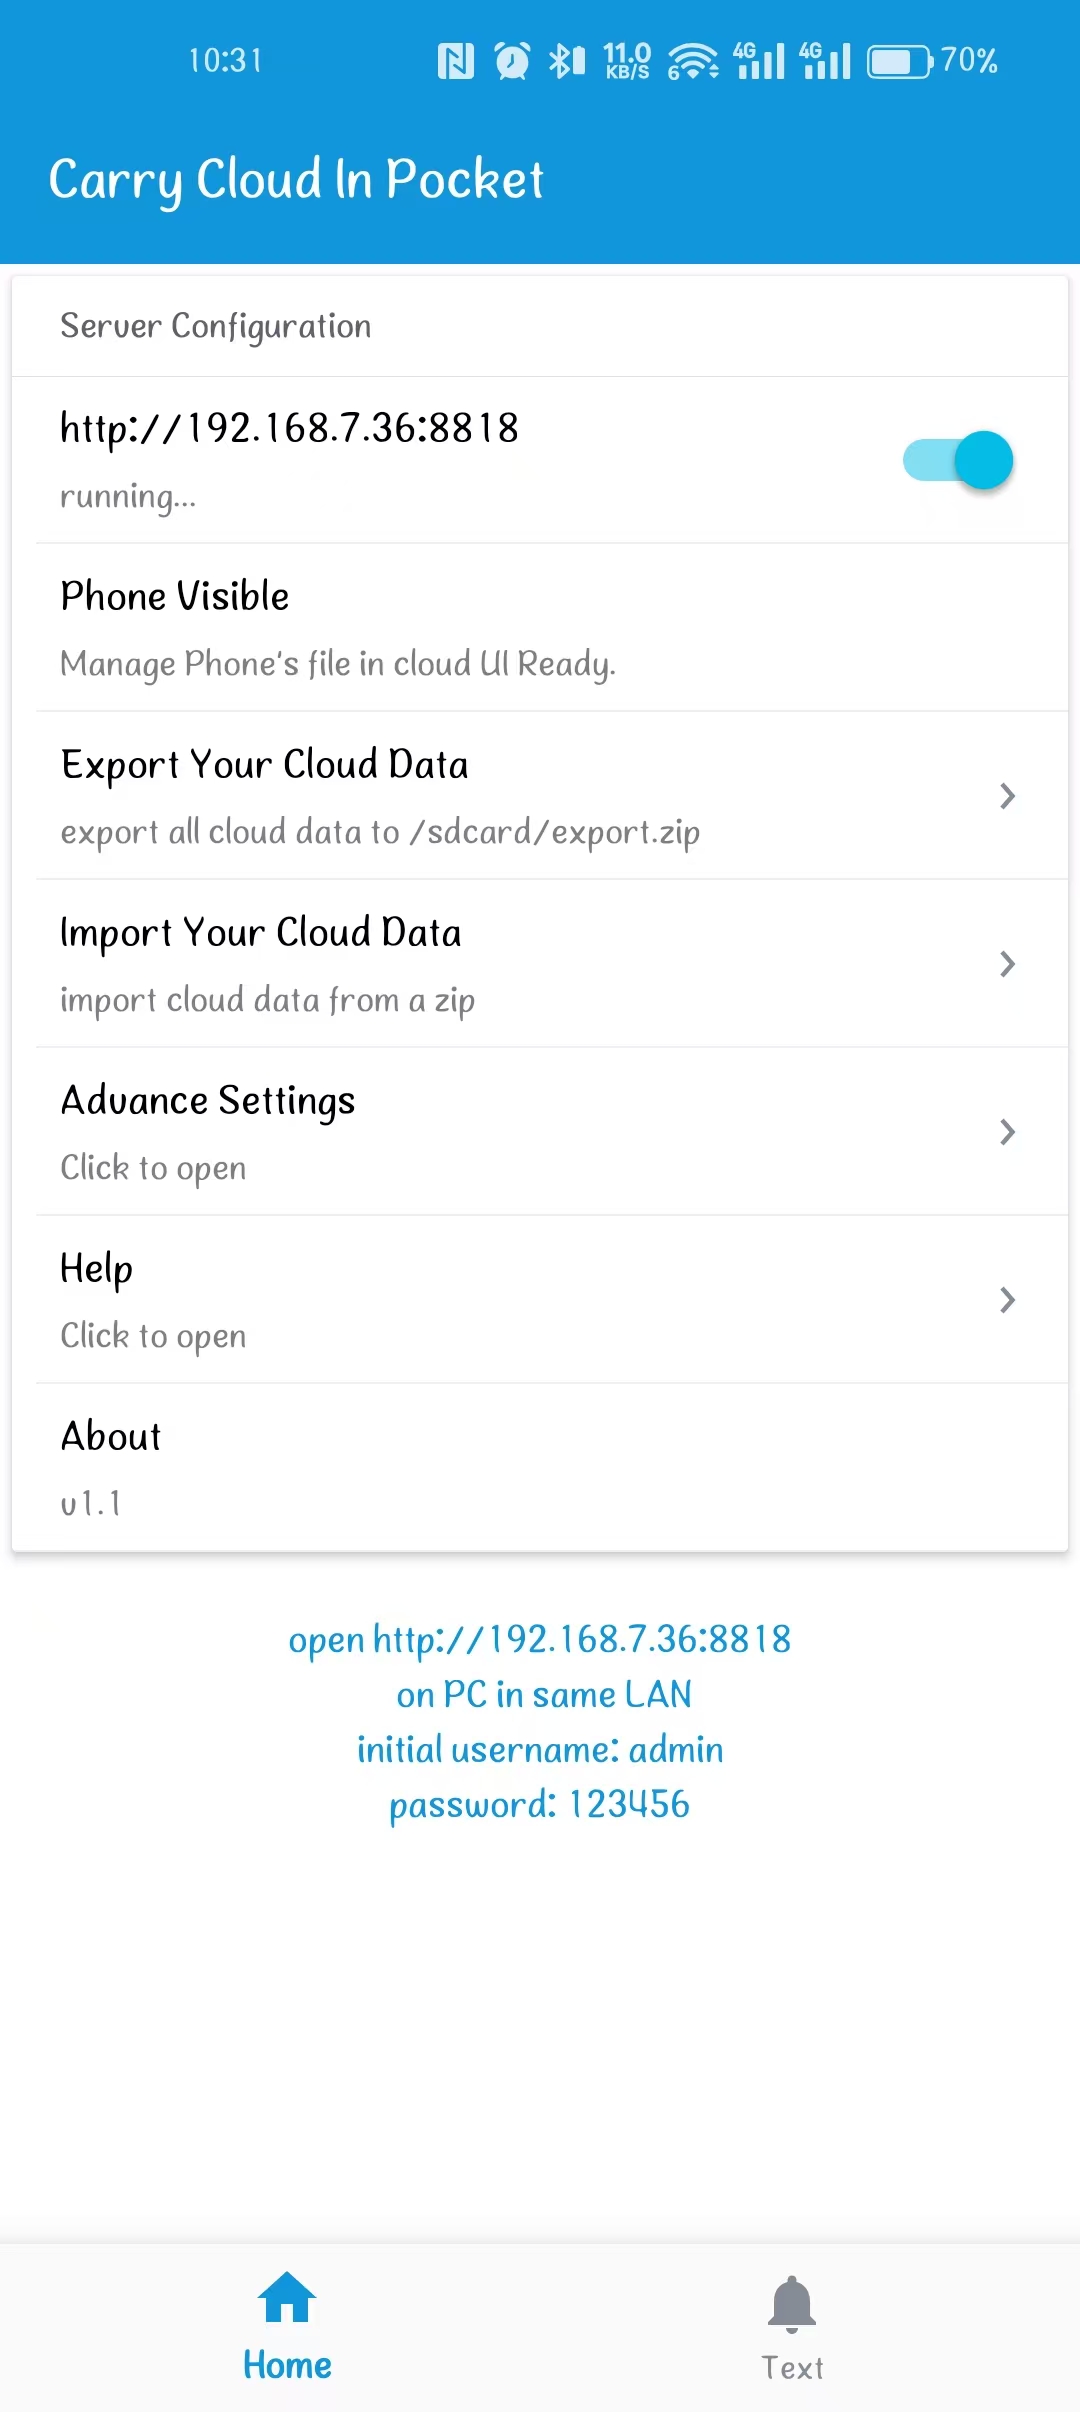 10:31
11.0
KB/S
6
4G
4G
70%
Carry Cloud In Pocket
Server Configuration
http://192.168.7.36:8818
running...
Phone Visible
Manage Phone's file in cloud UI Ready.
Export Your Cloud Data
export all cloud data to /sdcard/export.zip
Import Your Cloud Data
import cloud data from a zip
Advance Settings
Click to open
Help
Click to open
About
v1.1
open http://192.168.7.36:8818
on PC in same LAN
initial username: admin
password: 123456
Home
Text